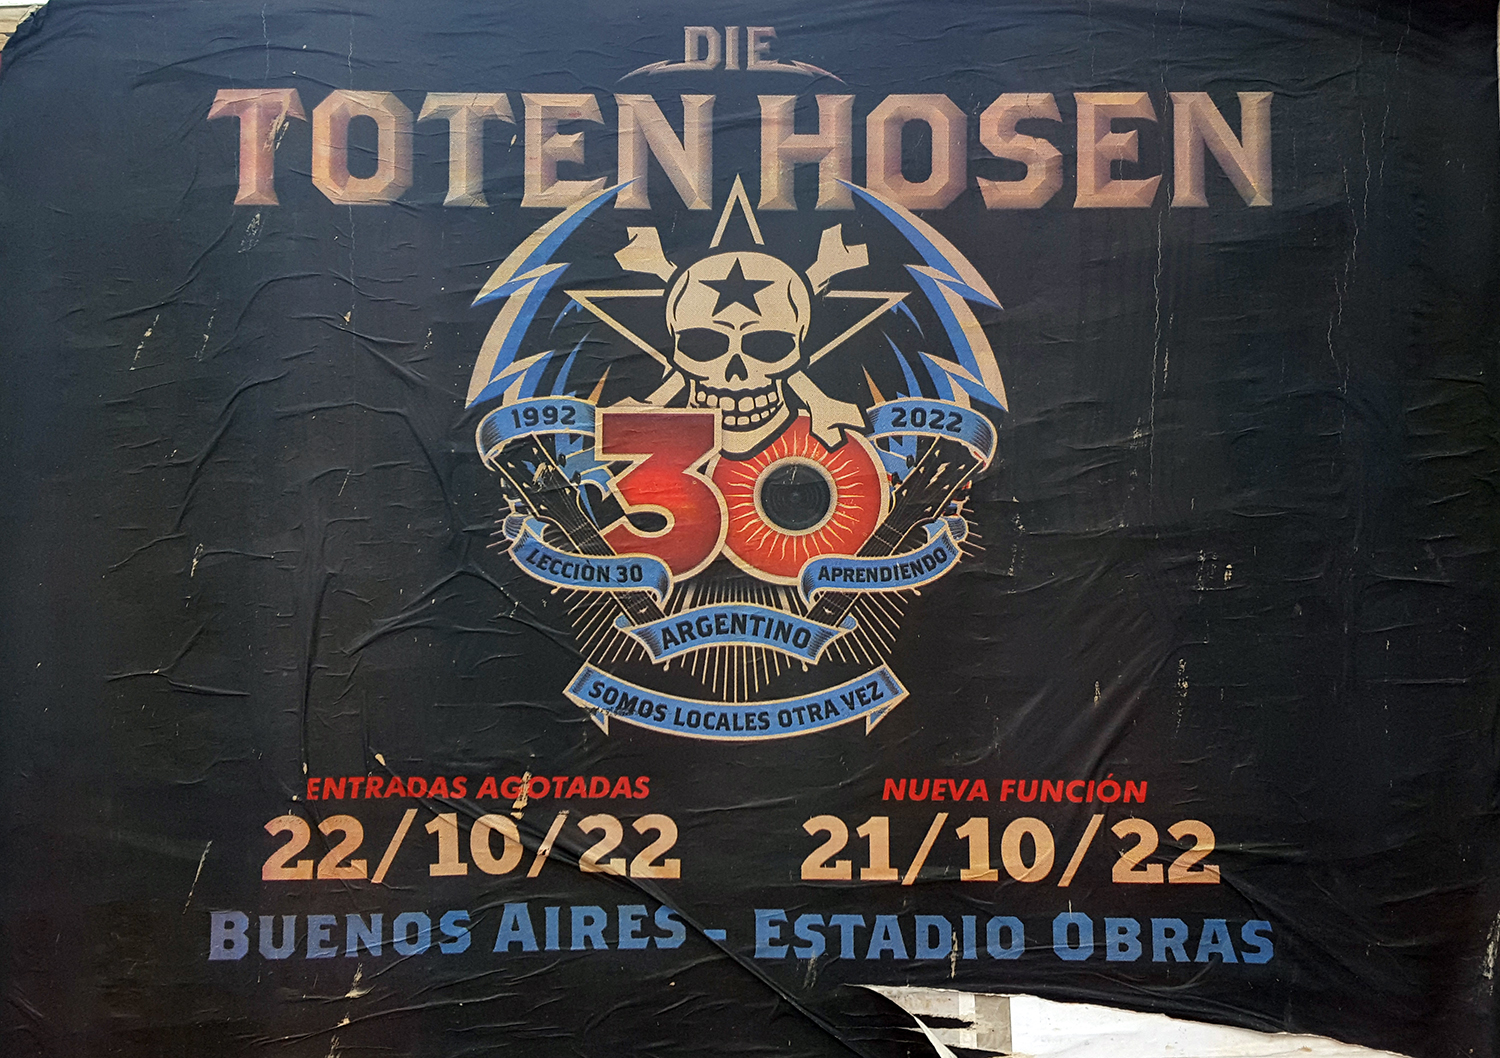 DIE
TOTEN HOSEN
1992
2022
30
LECCIÒN 30
APRENDIENDO
ARGENTINO
SOMOS LOCALES OTRA VEZ
ENTRADAS AGOTADAS
22/10/22
NUEVA FUNCIÓN
21/10/22
BUENOS AIRES - ESTADIO OBRAS